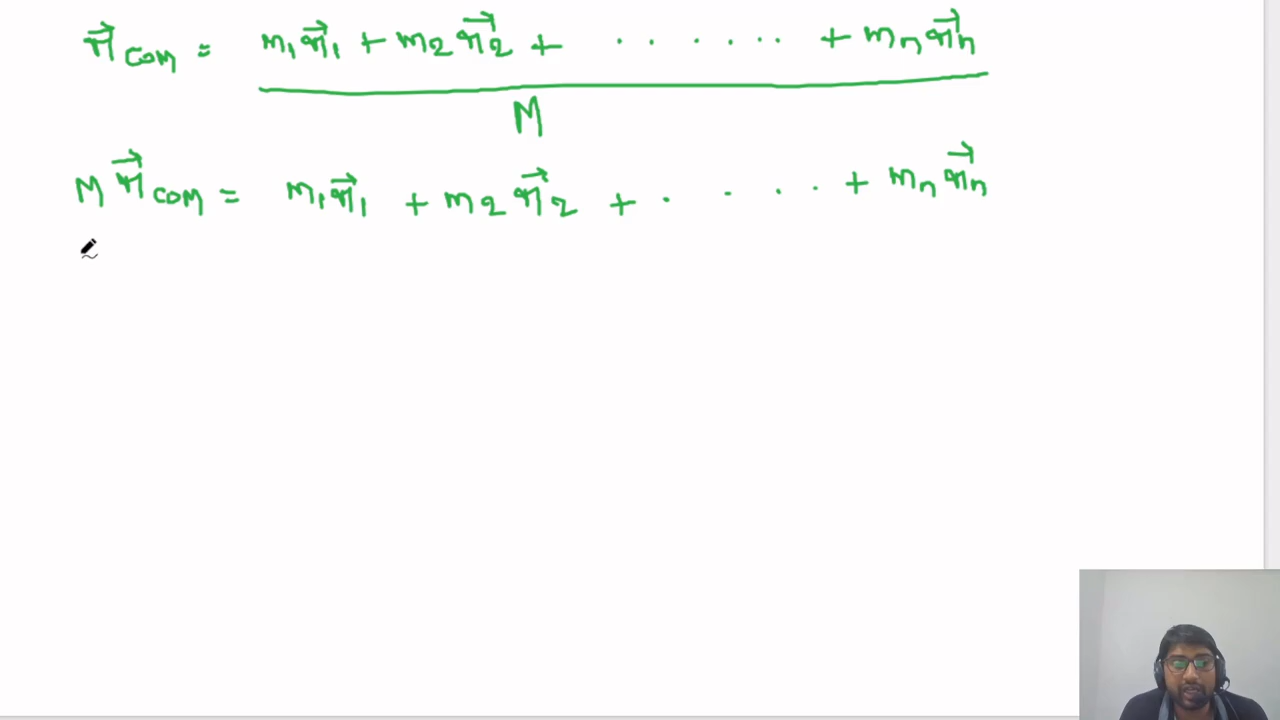 r⃗ com = m₁r⃗₁ + m₂r⃗₂ + . . . . . . . + mₙr⃗ₙ
M
M r⃗ com = m₁r⃗₁ + m₂r⃗₂ + . . . . + mₙr⃗ₙ